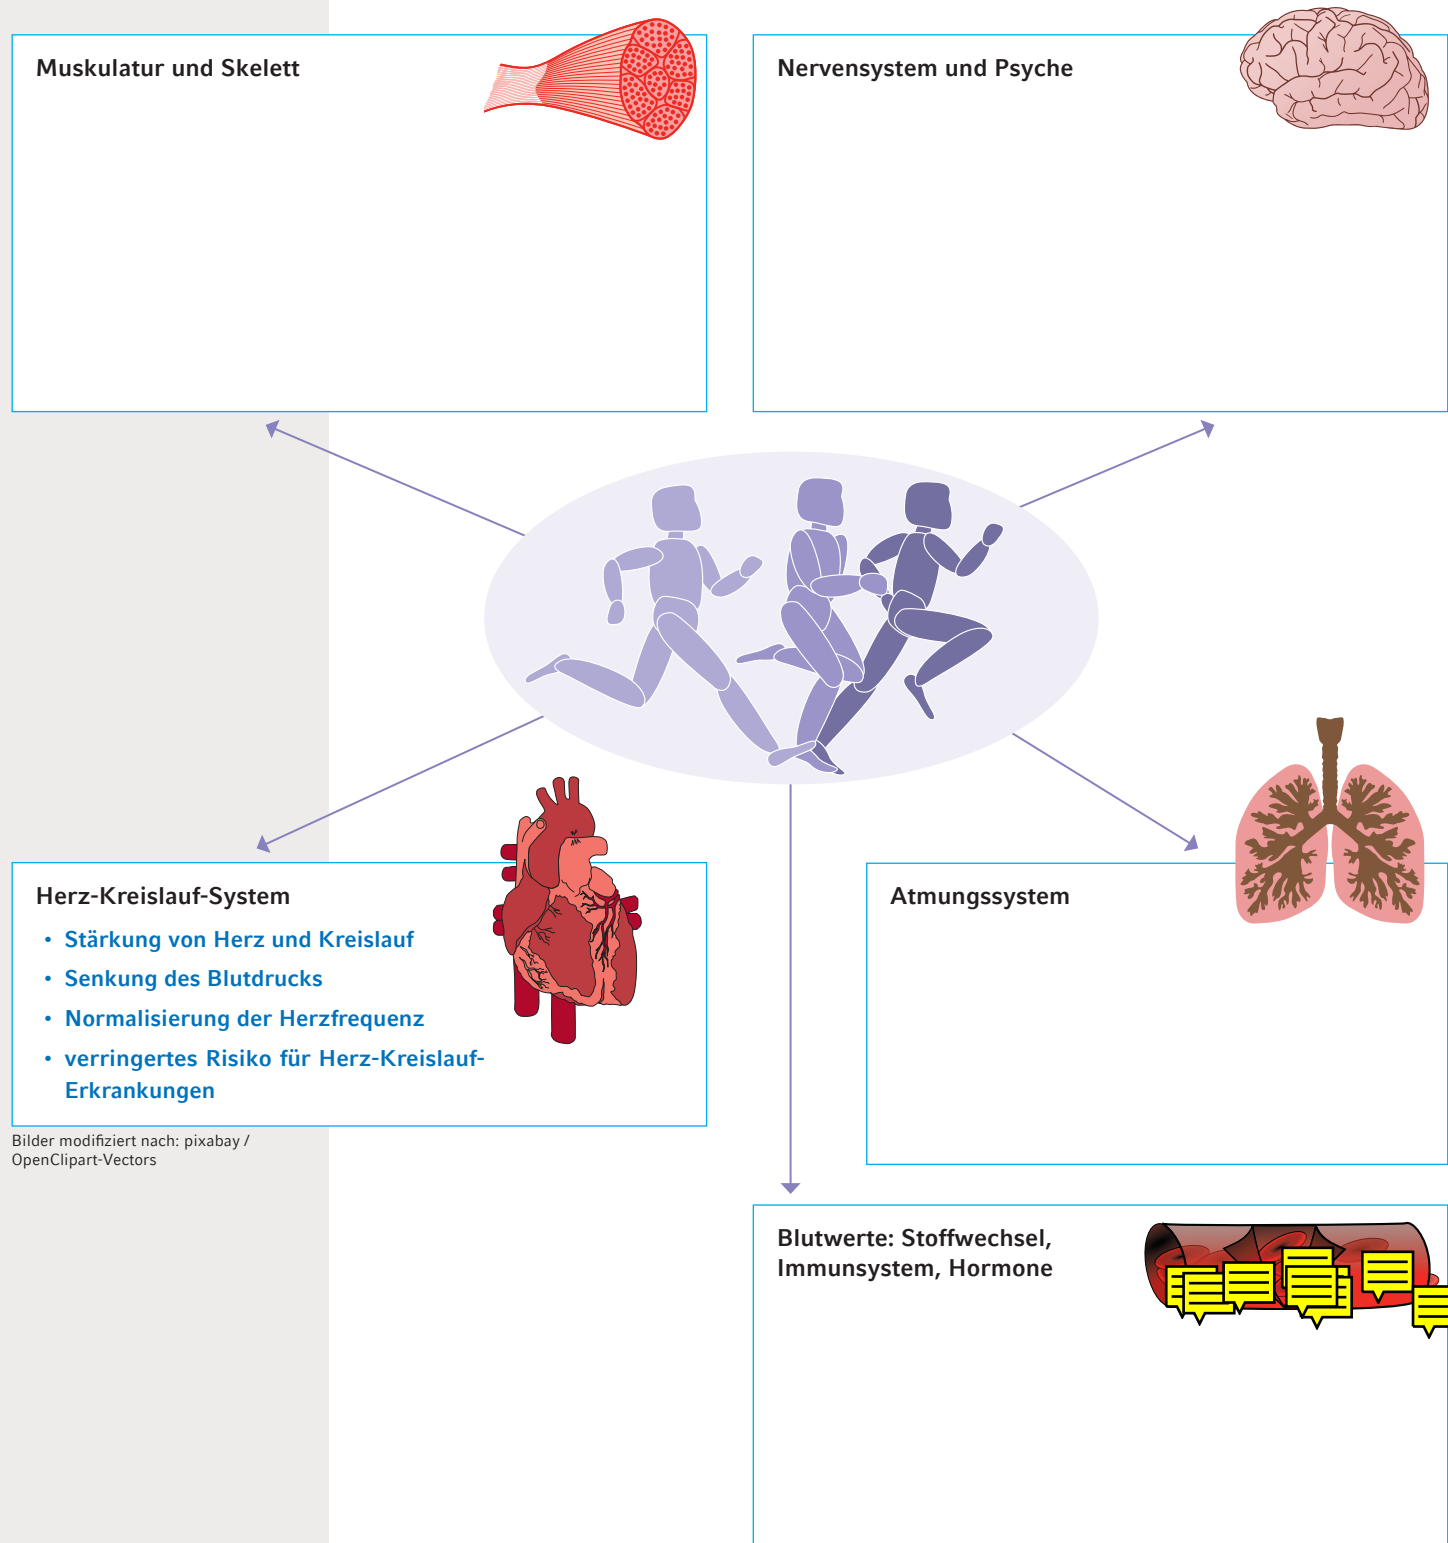 Muskulatur und Skelett
Nervensystem und Psyche
Herz-Kreislauf-System
• Stärkung von Herz und Kreislauf
• Senkung des Blutdrucks
• Normalisierung der Herzfrequenz
• verringertes Risiko für Herz-Kreislauf-
Erkrankungen
Bilder modifiziert nach: pixabay /
OpenClipart-Vectors
Atmungssystem
Blutwerte: Stoffwechsel,
Immunsystem, Hormone